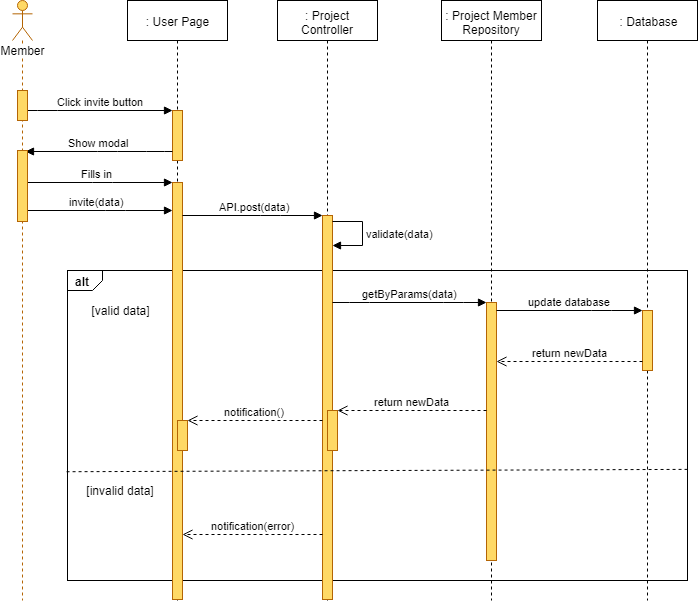 : User Page
: Project
Controller
: Project Member
Repository
: Database
Member
Click invite button
Show modal
Fills in
invite(data)
API.post(data)
validate(data)
alt
getByParams(data)
update database
[valid data]
return newData
return newData
notification()
[invalid data]
notification(error)